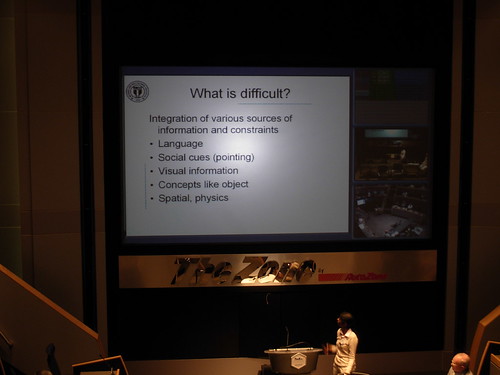 What is difficult?
Integration of various sources of
information and constraints
• Language
• Social cues (pointing)
• Visual information
• Concepts like object
• Spatial, physics
The Zone